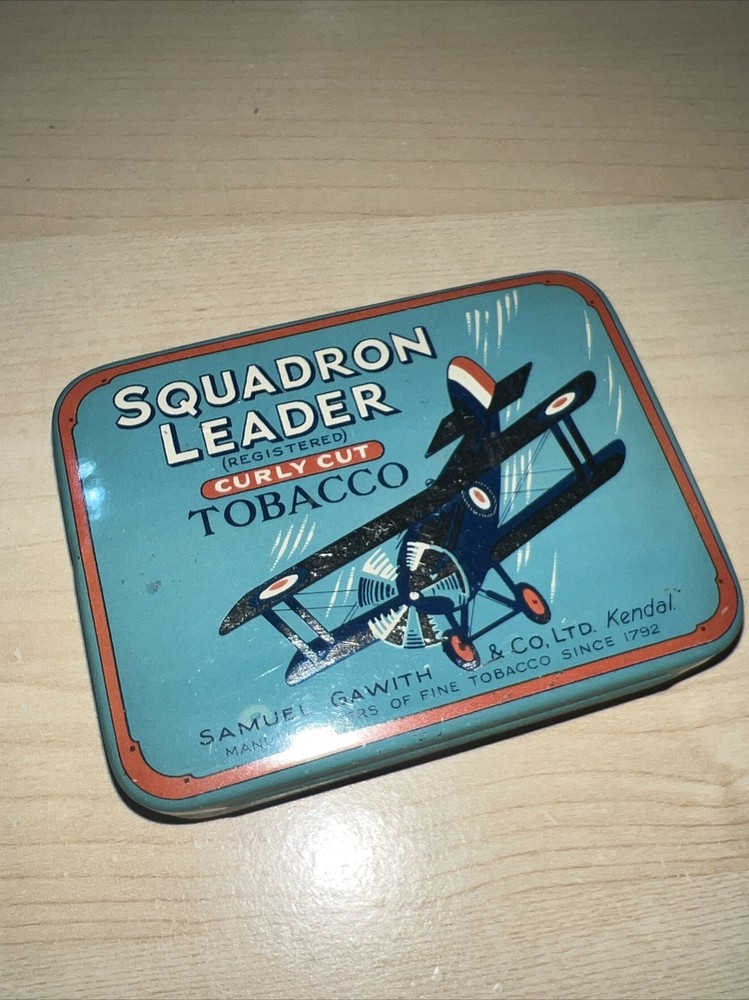 SQUADRON
LEADER
(REGISTERED)
CURLY CUT
TOBACCO
SAMUEL GAWITH & CO, LTD. Kendal.
OF FINE TOBACCO SINCE 1792